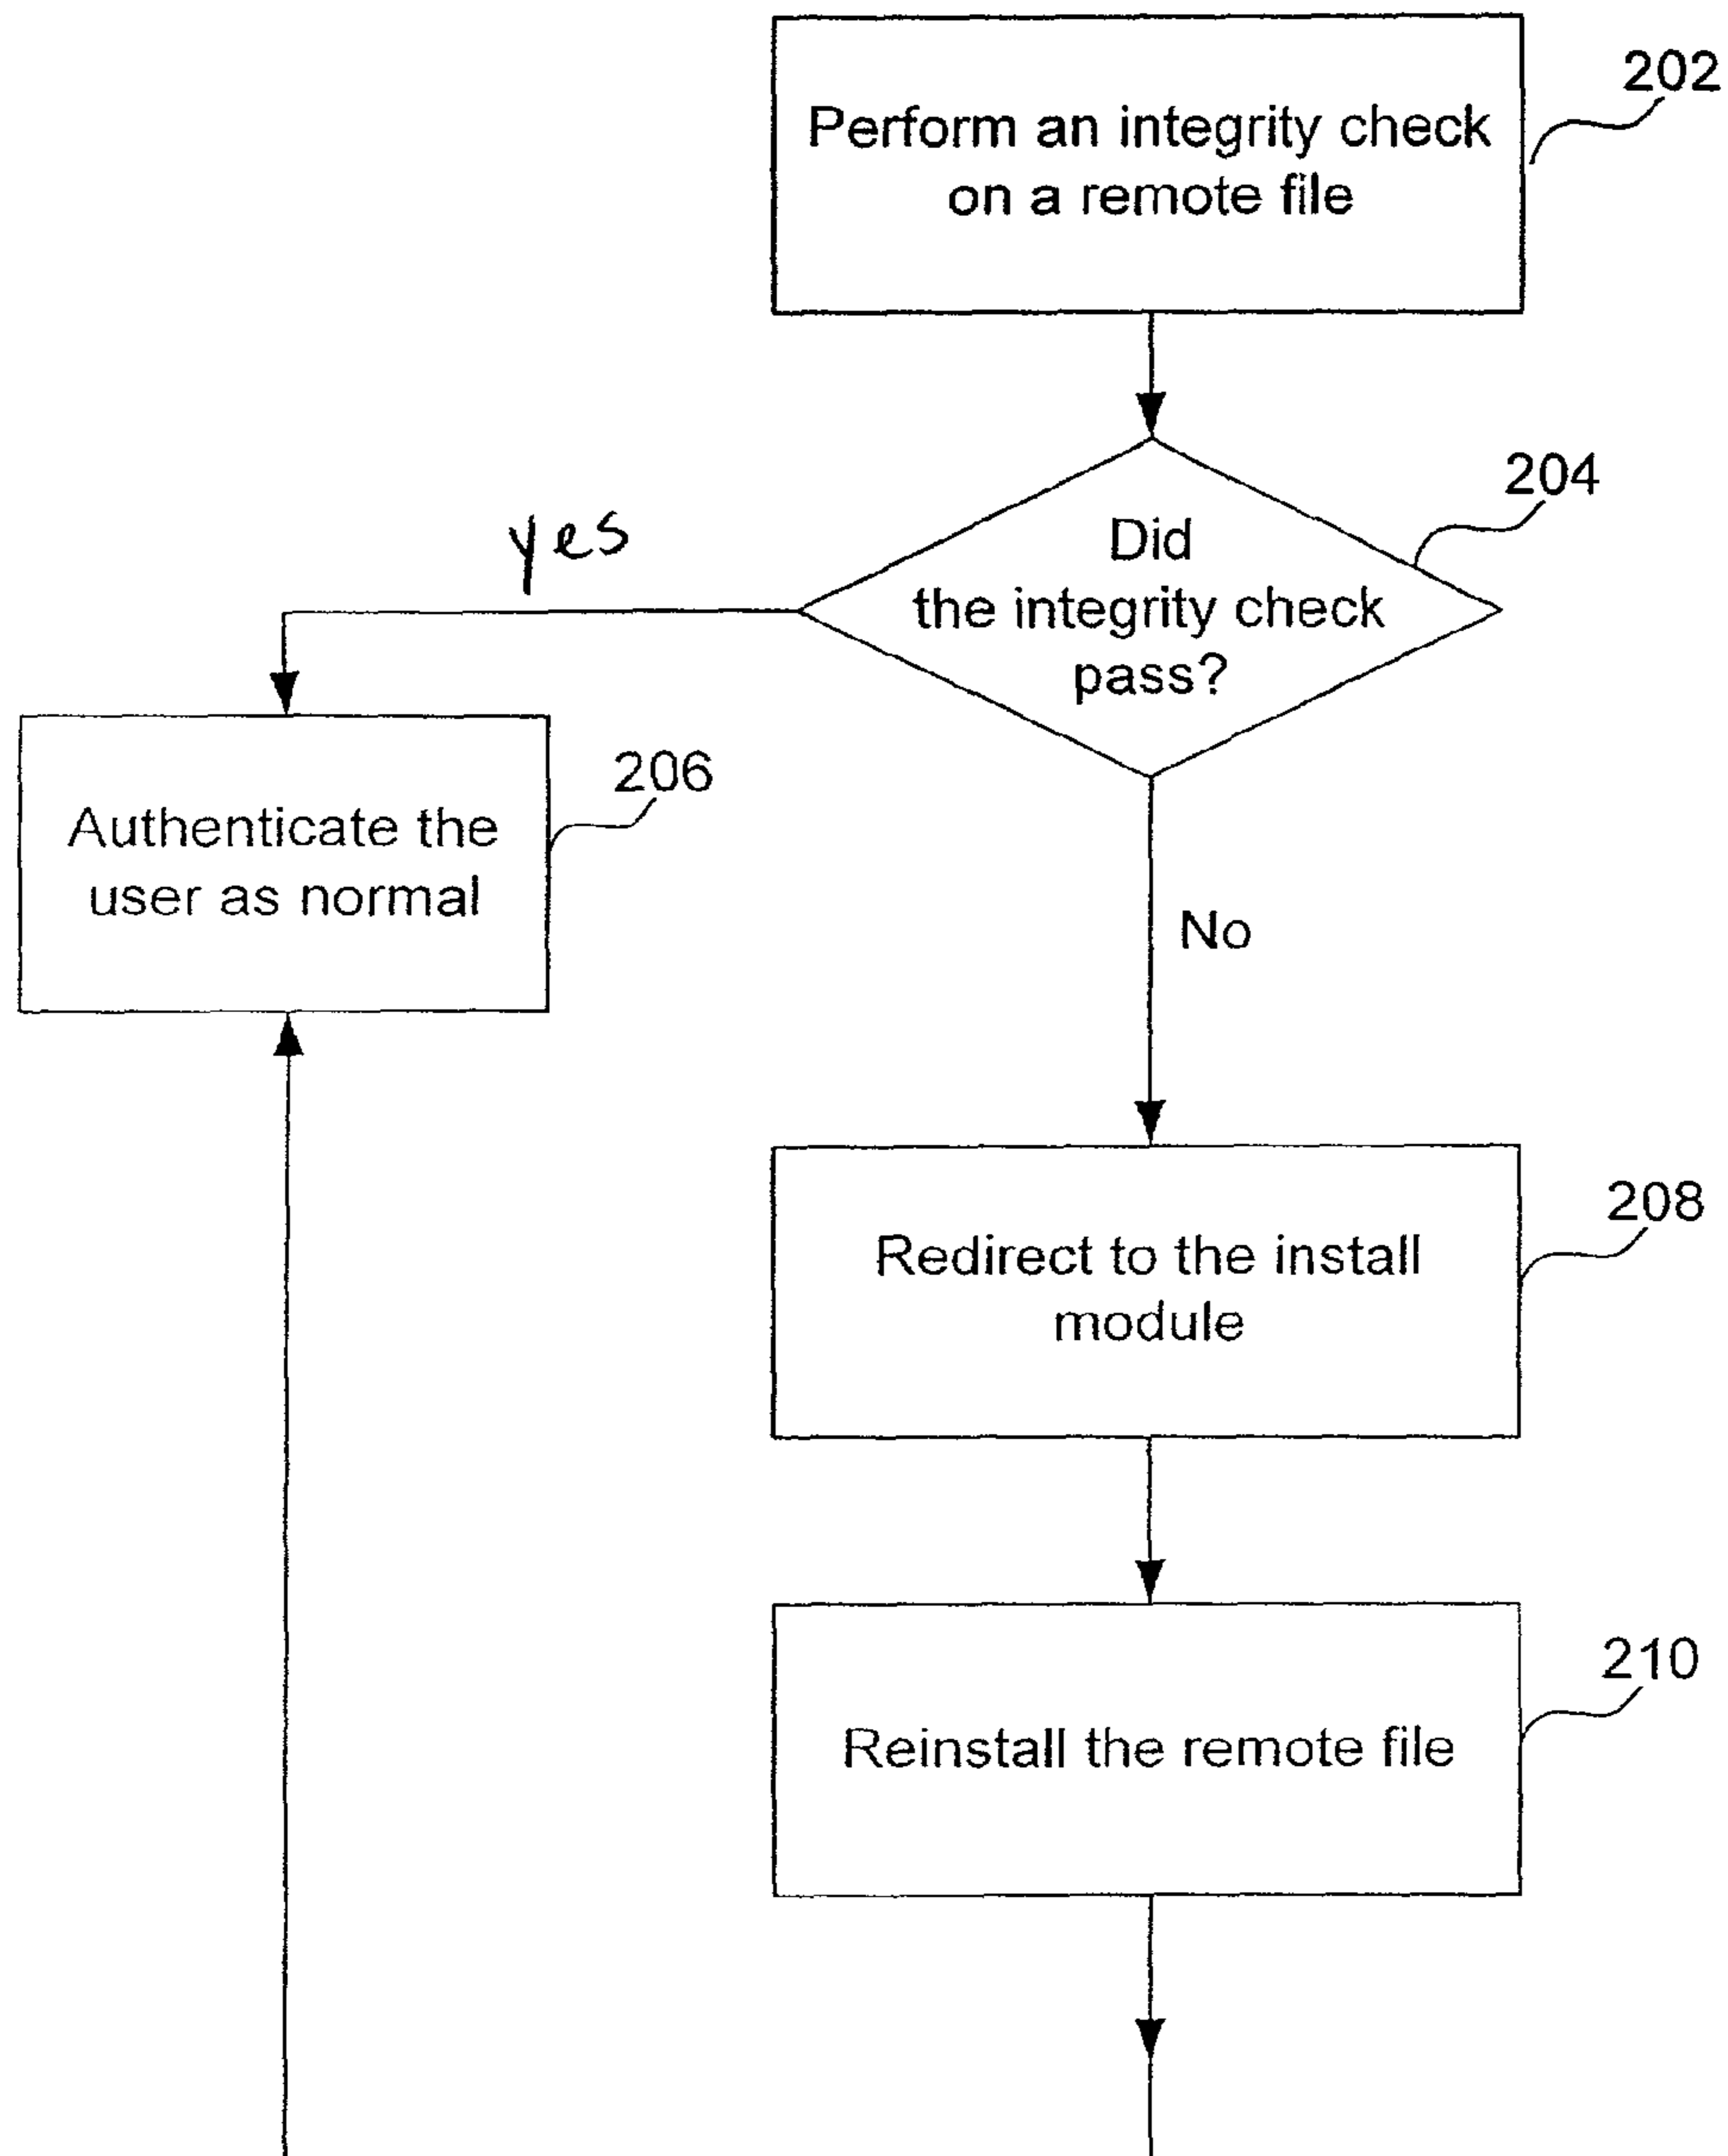 Perform an integrity check
on a remote file
202
Did
the integrity check
pass?
204
yes
Authenticate the
user as normal
206
No
Redirect to the install
module
208
Reinstall the remote file
210